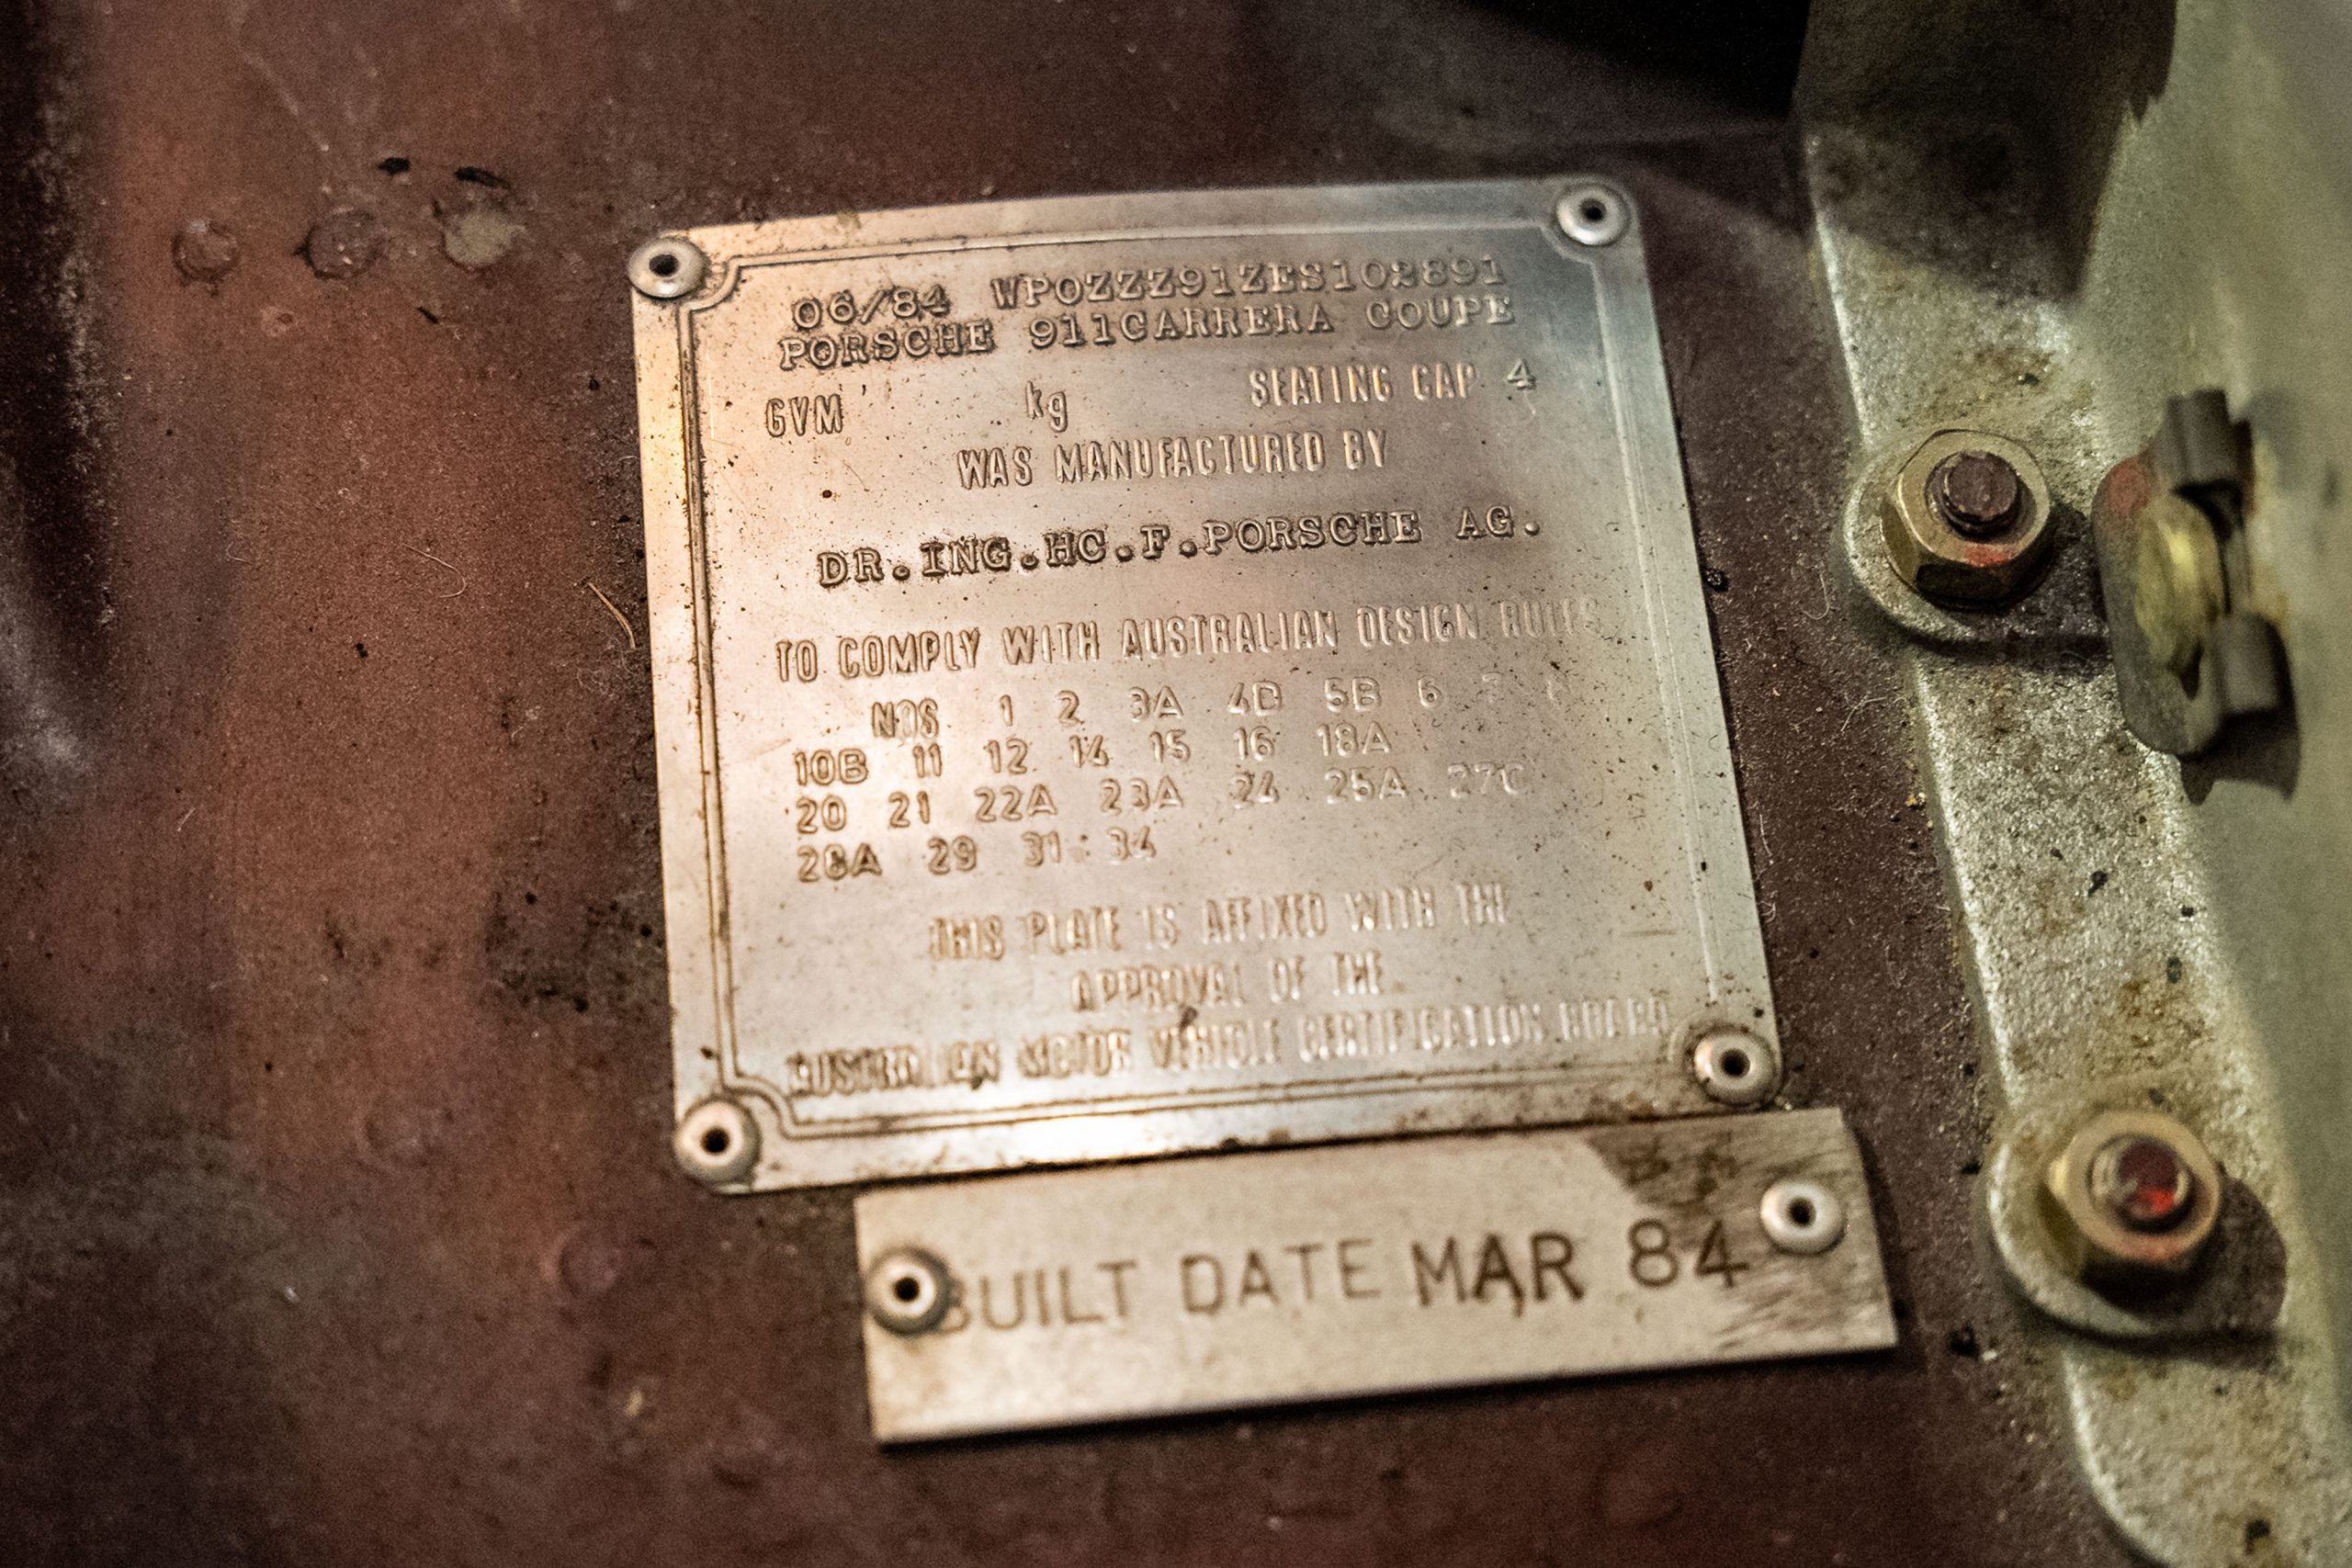 06/84 WP0ZZZ91ZES102891
PORSCHE 911CARRERA COUPE
GVM kg SEATING CAP 4
WAS MANUFACTURED BY
DR.ING.HC.F.PORSCHE AG.
TO COMPLY WITH AUSTRALIAN DESIGN RULES
NOS 1 2 3A 4D 5B 6
10B 11 12 14 15 16 18A
20 21 22A 23A 24 25A 27C
28A 29 31 34
THIS PLATE IS AFFIXED WITH THE
APPROVAL OF THE
AUSTRALIAN MOTOR VEHICLE CERTIFICATION BOARD
BUILT DATE MAR 84